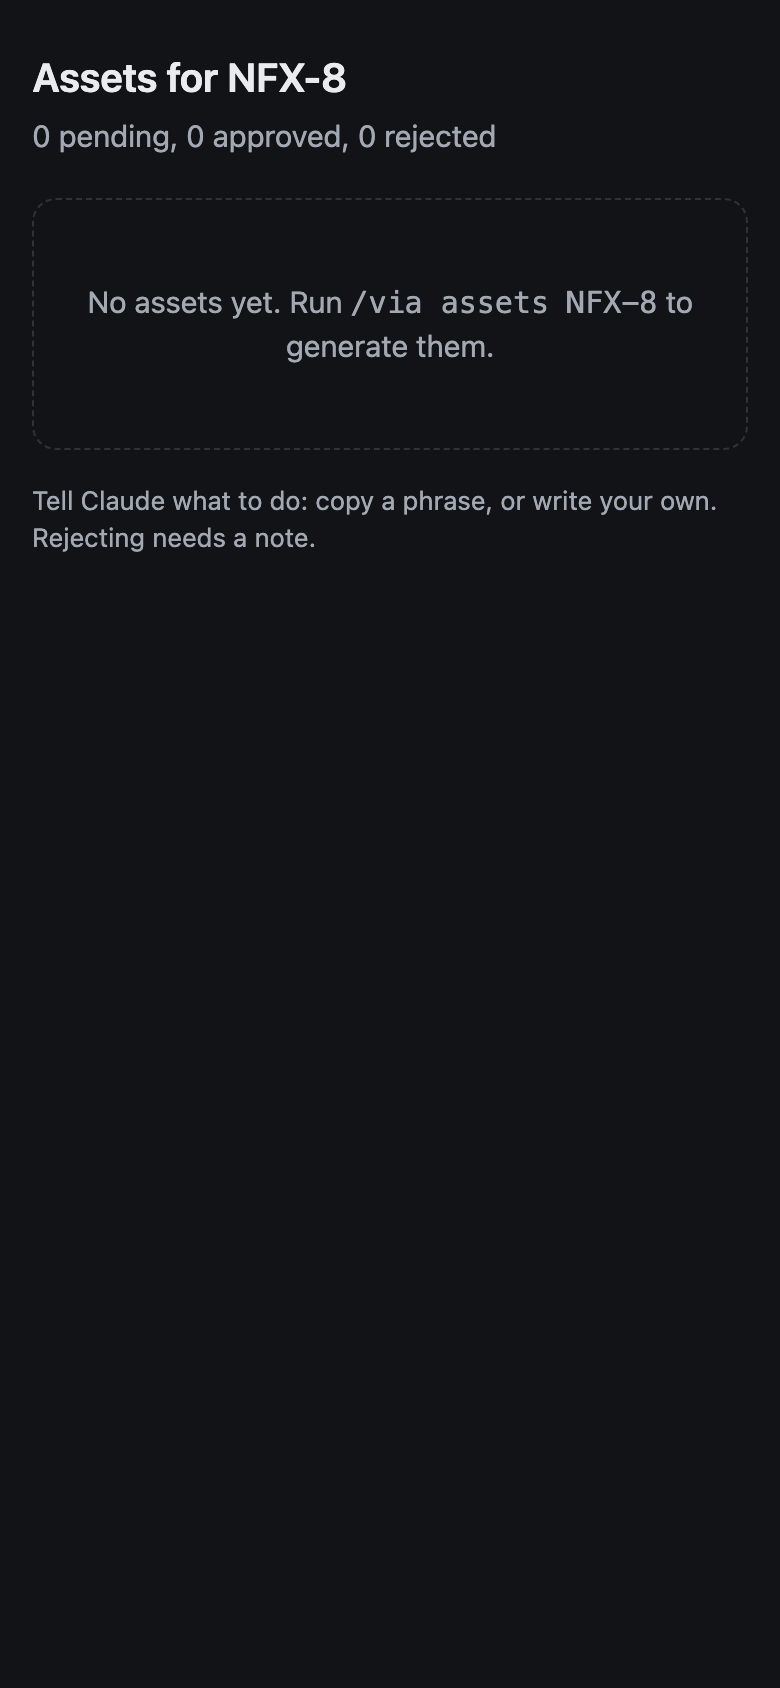 Assets for NFX-8
0 pending, 0 approved, 0 rejected
No assets yet. Run /via assets NFX–8 to
generate them.
Tell Claude what to do: copy a phrase, or write your own.
Rejecting needs a note.